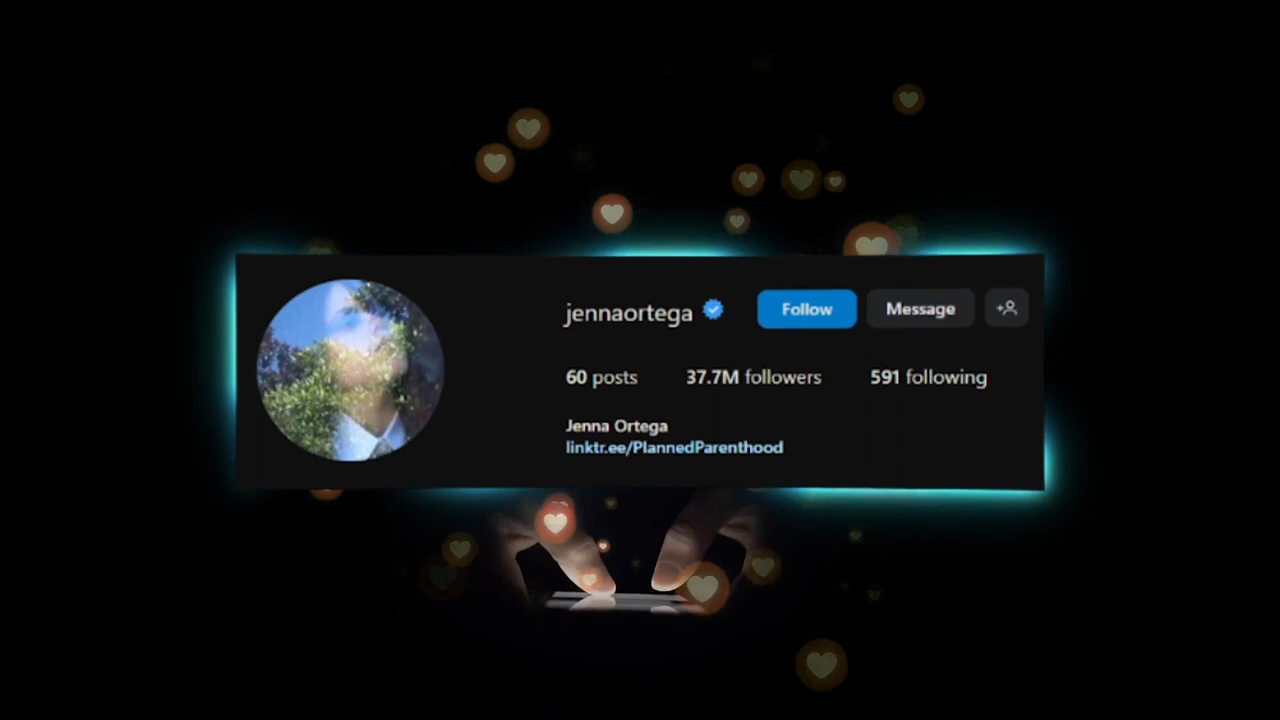 jennaortega Follow Message
60 posts 37.7M followers 591 following
Jenna Ortega
linktr.ee/PlannedParenthood